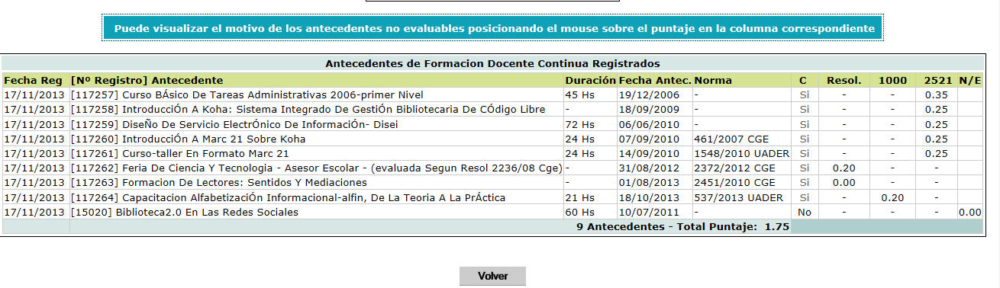 Puede visualizar el motivo de los antecedentes no evaluables posicionando el mouse sobre el puntaje en la columna correspondiente
Antecedentes de Formacion Docente Continua Registrados
Fecha Reg [Nº Registro] Antecedente Duración Fecha Antec. Norma C Resol. 1000 2521 N/E
17/11/2013 [117257] Curso BÁsico De Tareas Administrativas 2006-primer Nivel 45 Hs 19/12/2006 - Si - - 0.35
17/11/2013 [117258] IntroducciÓn A Koha: Sistema Integrado De GestiÓn Bibliotecaria De CÓdigo Libre - 18/09/2009 - Si - - 0.25
17/11/2013 [117259] DiseÑo De Servicio ElectrÓnico De InformaciÓn- Disei 72 Hs 06/06/2010 - Si - - 0.25
17/11/2013 [117260] IntroducciÓn A Marc 21 Sobre Koha 24 Hs 07/09/2010 461/2007 CGE Si - - 0.25
17/11/2013 [117261] Curso-taller En Formato Marc 21 24 Hs 14/09/2010 1548/2010 UADER Si - - 0.25
17/11/2013 [117262] Feria De Ciencia Y Tecnologia - Asesor Escolar - (evaluada Segun Resol 2236/08 Cge) - 31/08/2012 2372/2012 CGE Si 0.20 - -
17/11/2013 [117263] Formacion De Lectores: Sentidos Y Mediaciones - 01/08/2013 2451/2010 CGE Si 0.00 - -
17/11/2013 [117264] Capacitacion AlfabetizaciÓn Informacional-alfin, De La Teoria A La PrÁctica 21 Hs 18/10/2013 537/2013 UADER Si - 0.20 -
17/11/2013 [15020] Biblioteca2.0 En Las Redes Sociales 60 Hs 10/07/2011 - No - - - 0.00
9 Antecedentes - Total Puntaje: 1.75
Volver